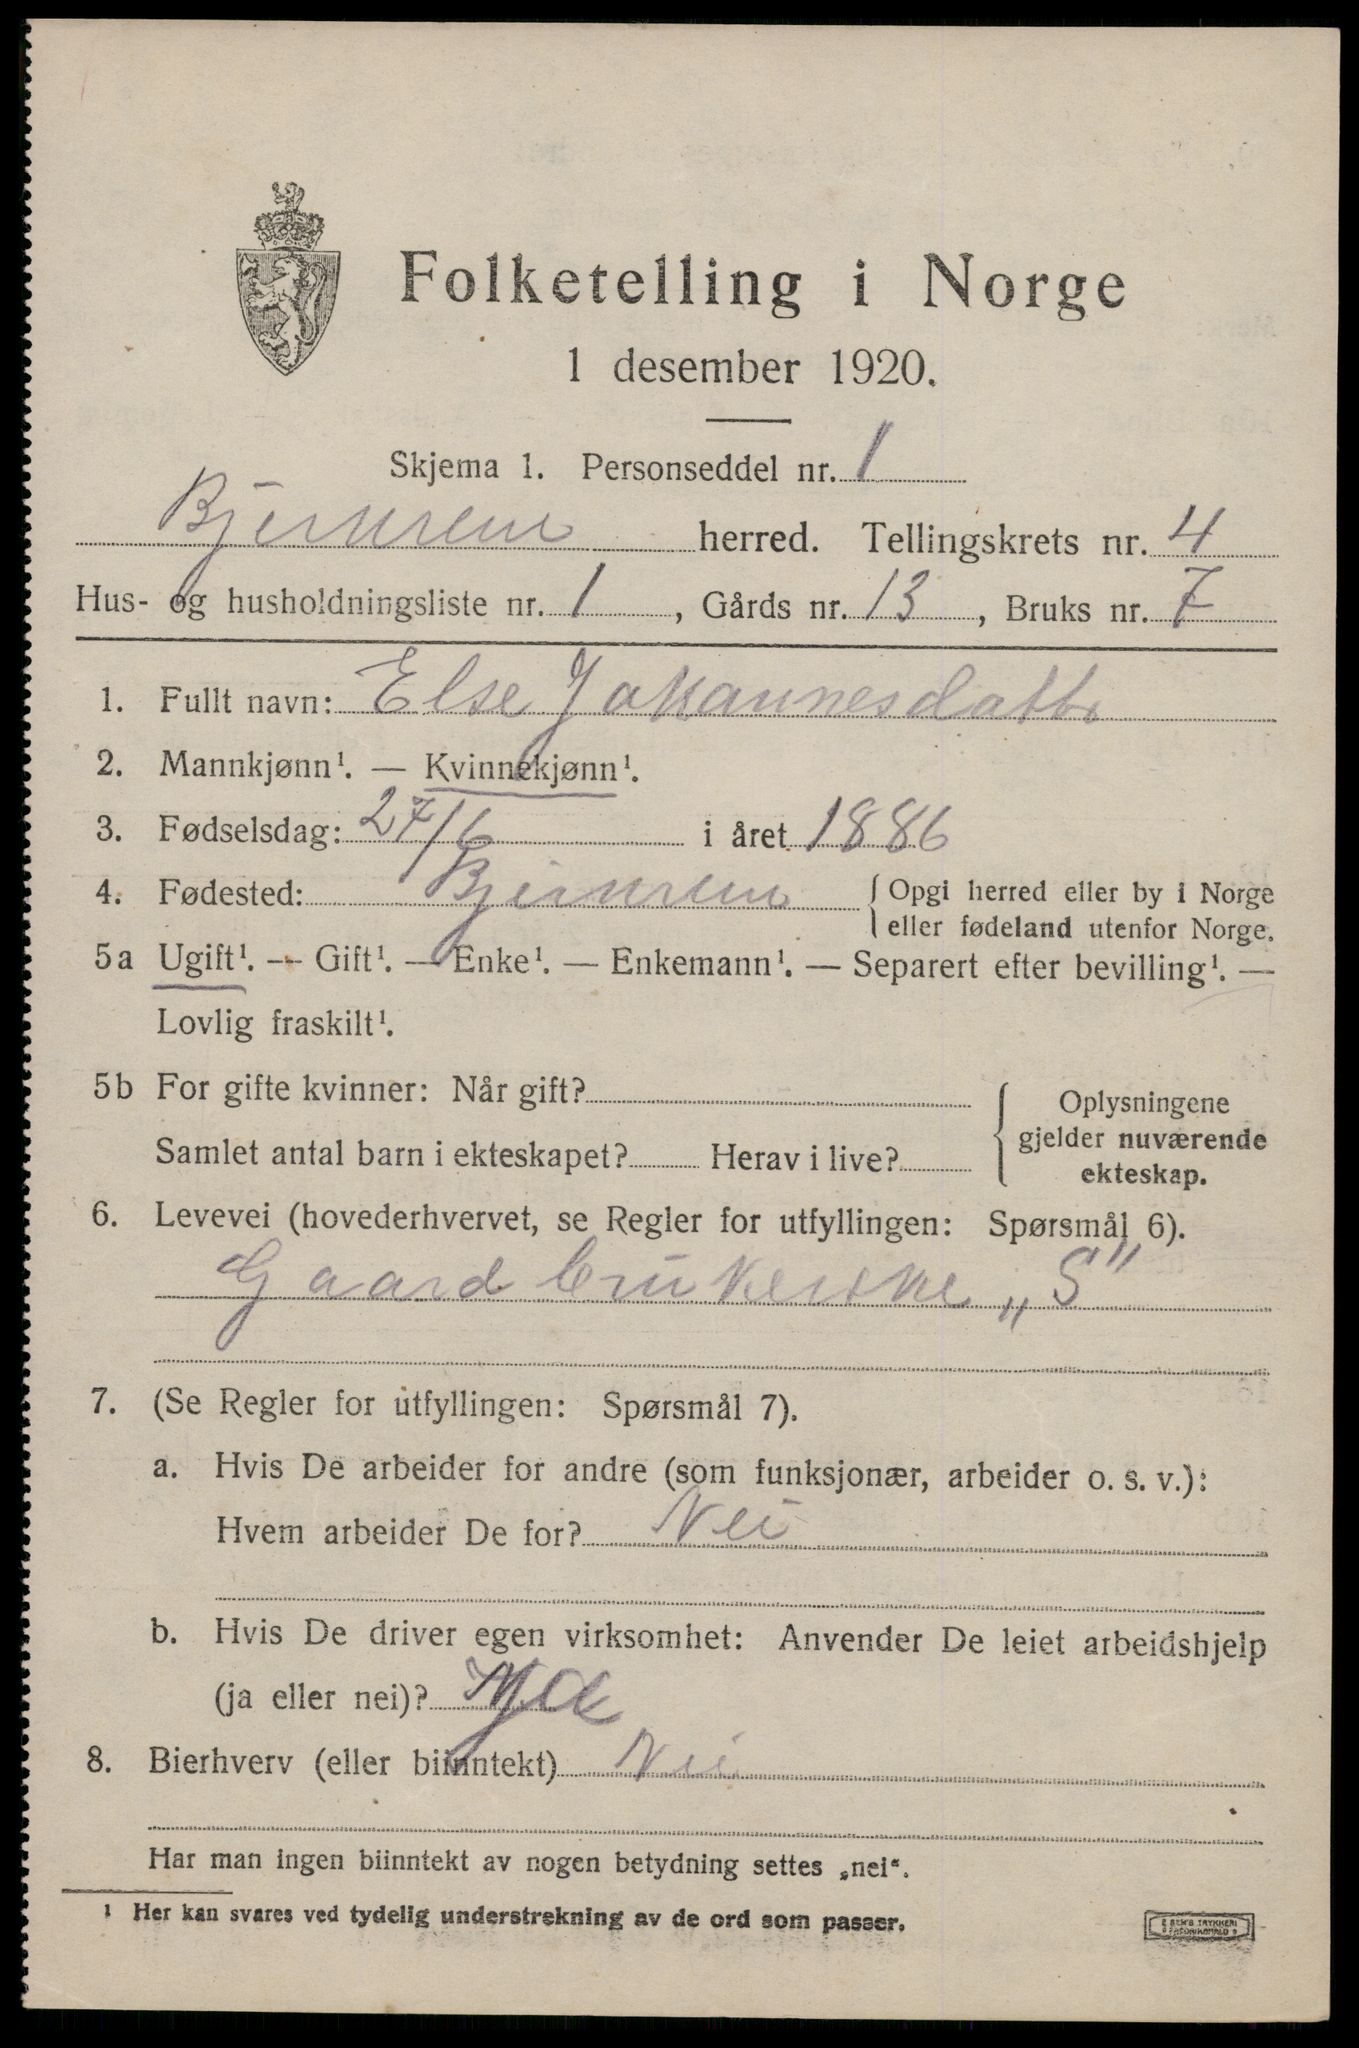 Folketelling i Norge
1 desember 1920.
Skjema 1. Personseddel nr. 1
Bjerkreim herred. Tellingskrets nr. 4
Hus- og husholdningsliste nr. 1, Gårds nr. 13, Bruks nr. 7
1. Fullt navn: Else Johannesdattr
2. Mannkjønn¹. — Kvinnekjønn¹.
3. Fødselsdag: 27/6 i året 1886
4. Fødested: Bjerkreim { Opgi herred eller by i Norge
eller fødeland utenfor Norge.
5a Ugift¹. — Gift¹. — Enke¹. — Enkemann¹. — Separert efter bevilling¹. —
Lovlig fraskilt¹.
5b For gifte kvinner: Når gift?
Samlet antal barn i ekteskapet? Herav i live?
{ Oplysningene
gjelder nuværende
ekteskap.
6. Levevei (hovederhvervet, se Regler for utfyllingen: Spørsmål 6).
Gaardbrukerske „S"
7. (Se Regler for utfyllingen: Spørsmål 7).
a. Hvis De arbeider for andre (som funksjonær, arbeider o. s. v.):
Hvem arbeider De for? Nei
b. Hvis De driver egen virksomhet: Anvender De leiet arbeidshjelp
(ja eller nei)? Ja
8. Bierhverv (eller biinntekt) Nei
Har man ingen biinntekt av nogen betydning settes „nei“.
1 Her kan svares ved tydelig understrekning av de ord som passer.